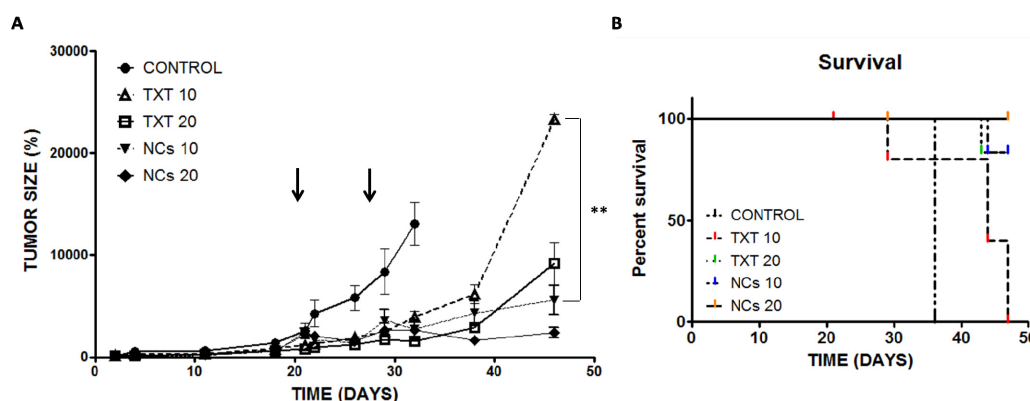 A
TUMOR SIZE (%)
30000
20000
10000
0
0 10 20 30 40 50
TIME (DAYS)
CONTROL
TXT 10
TXT 20
NCs 10
NCs 20
**
B
Survival
Percent survival
100
50
0
0 10 20 30 40 50
TIME (DAYS)
CONTROL
TXT 10
TXT 20
NCs 10
NCs 20